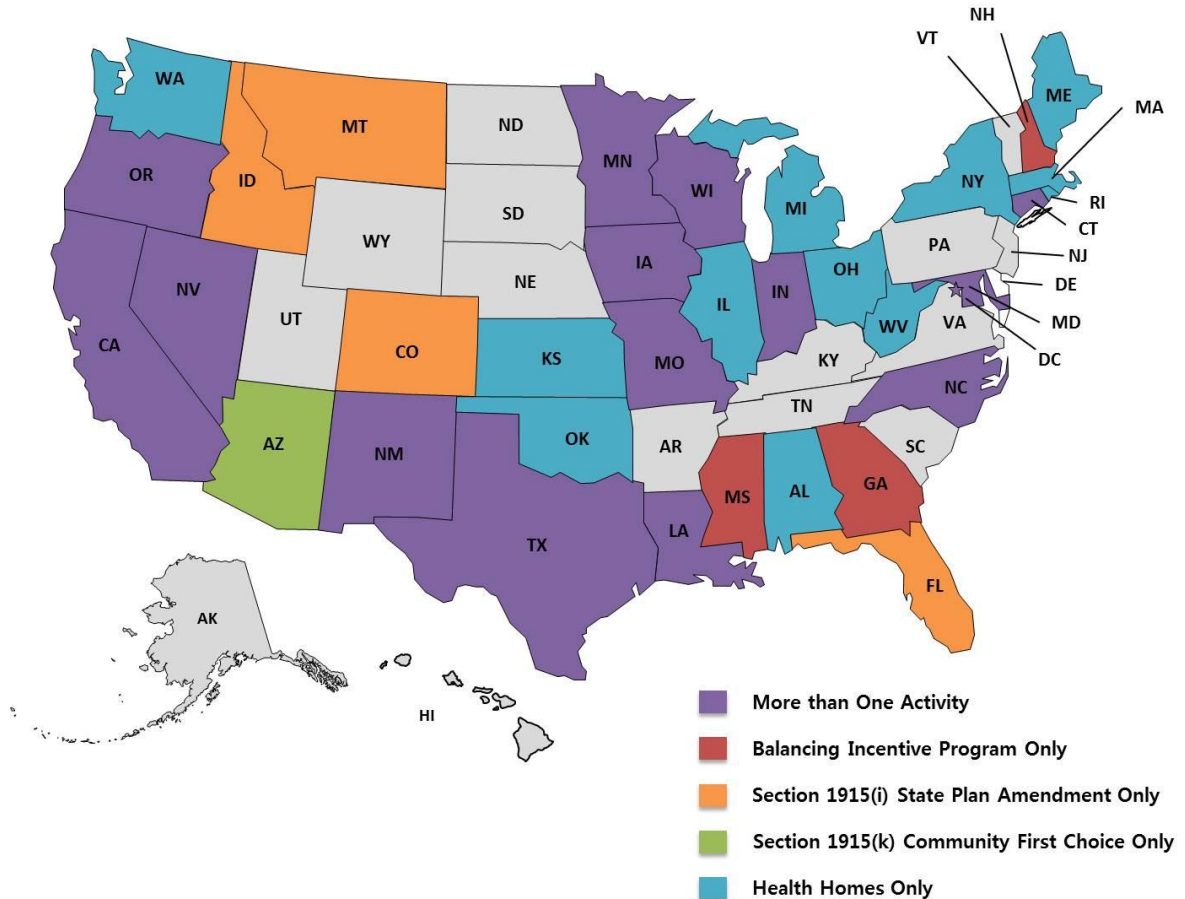 NH
VT
WA
ME
MT
ND
MA
MN
OR
ID
WI
NY
SD
MI
RI
WY
CT
PA
IA
NJ
NE
OH
NV
IN
DE
IL
UT
WV
MD
VA
CA
CO
KS
MO
KY
DC
NC
TN
AZ
OK
NM
AR
SC
MS
AL
GA
LA
TX
FL
AK
HI
More than One Activity
Balancing Incentive Program Only
Section 1915(i) State Plan Amendment Only
Section 1915(k) Community First Choice Only
Health Homes Only